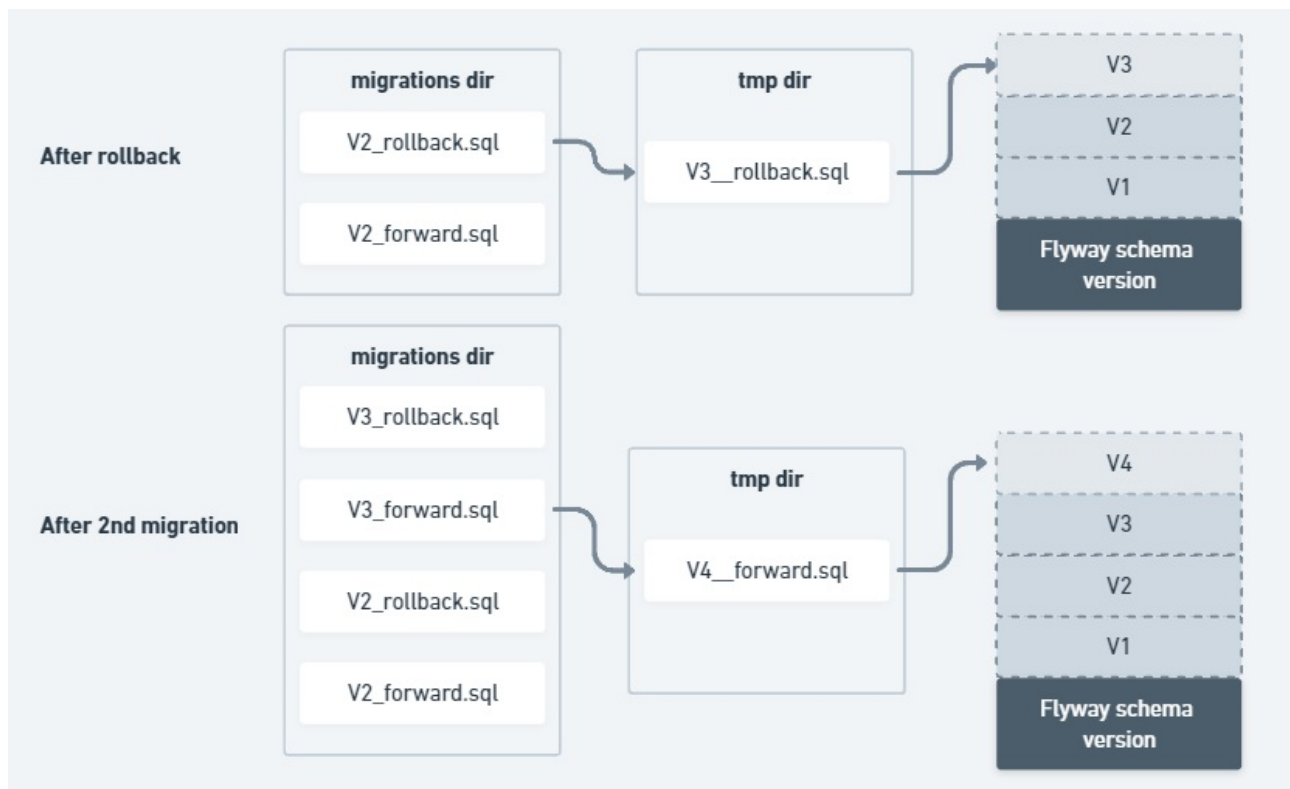 After rollback
migrations dir
V2_rollback.sql
V2_forward.sql
tmp dir
V3__rollback.sql
V3
V2
V1
Flyway schema
version
After 2nd migration
migrations dir
V3_rollback.sql
V3_forward.sql
V2_rollback.sql
V2_forward.sql
tmp dir
V4__forward.sql
V4
V3
V2
V1
Flyway schema
version